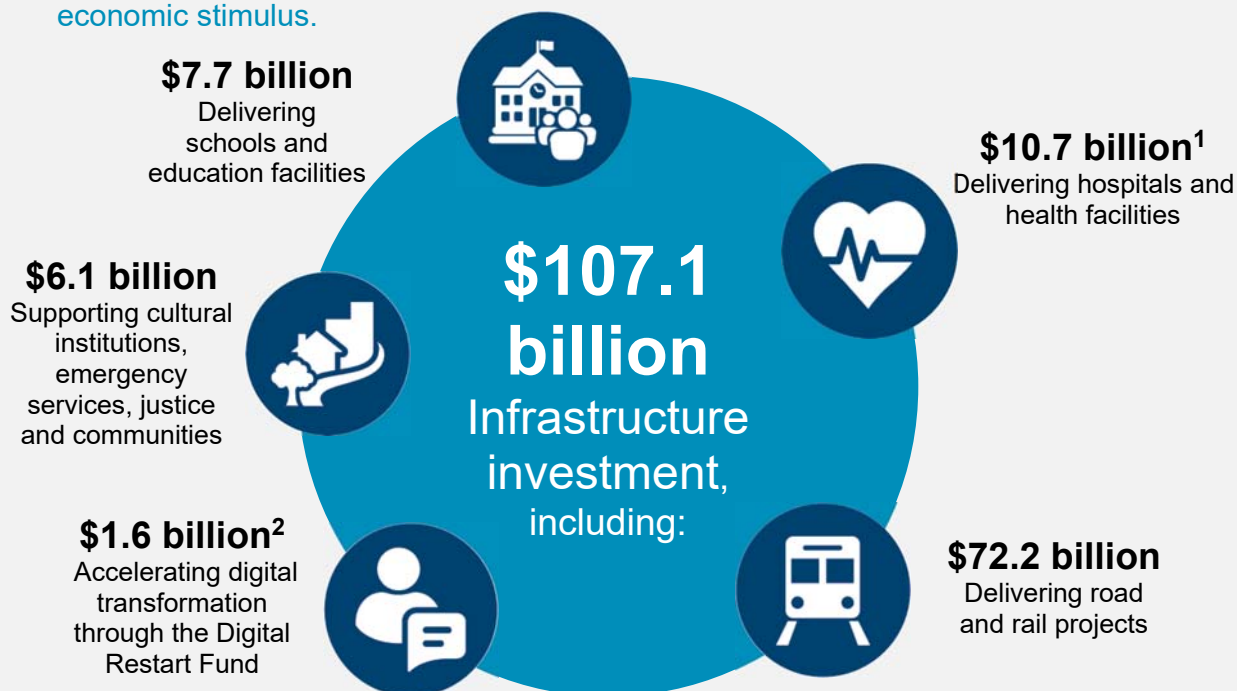 economic stimulus.
$7.7 billion
Delivering
schools and
education facilities
$10.7 billion¹
Delivering hospitals and
health facilities
$107.1
billion
Infrastructure
investment,
including:
$6.1 billion
Supporting cultural
institutions,
emergency
services, justice
and communities
$1.6 billion²
Accelerating digital
transformation
through the Digital
Restart Fund
$72.2 billion
Delivering road
and rail projects